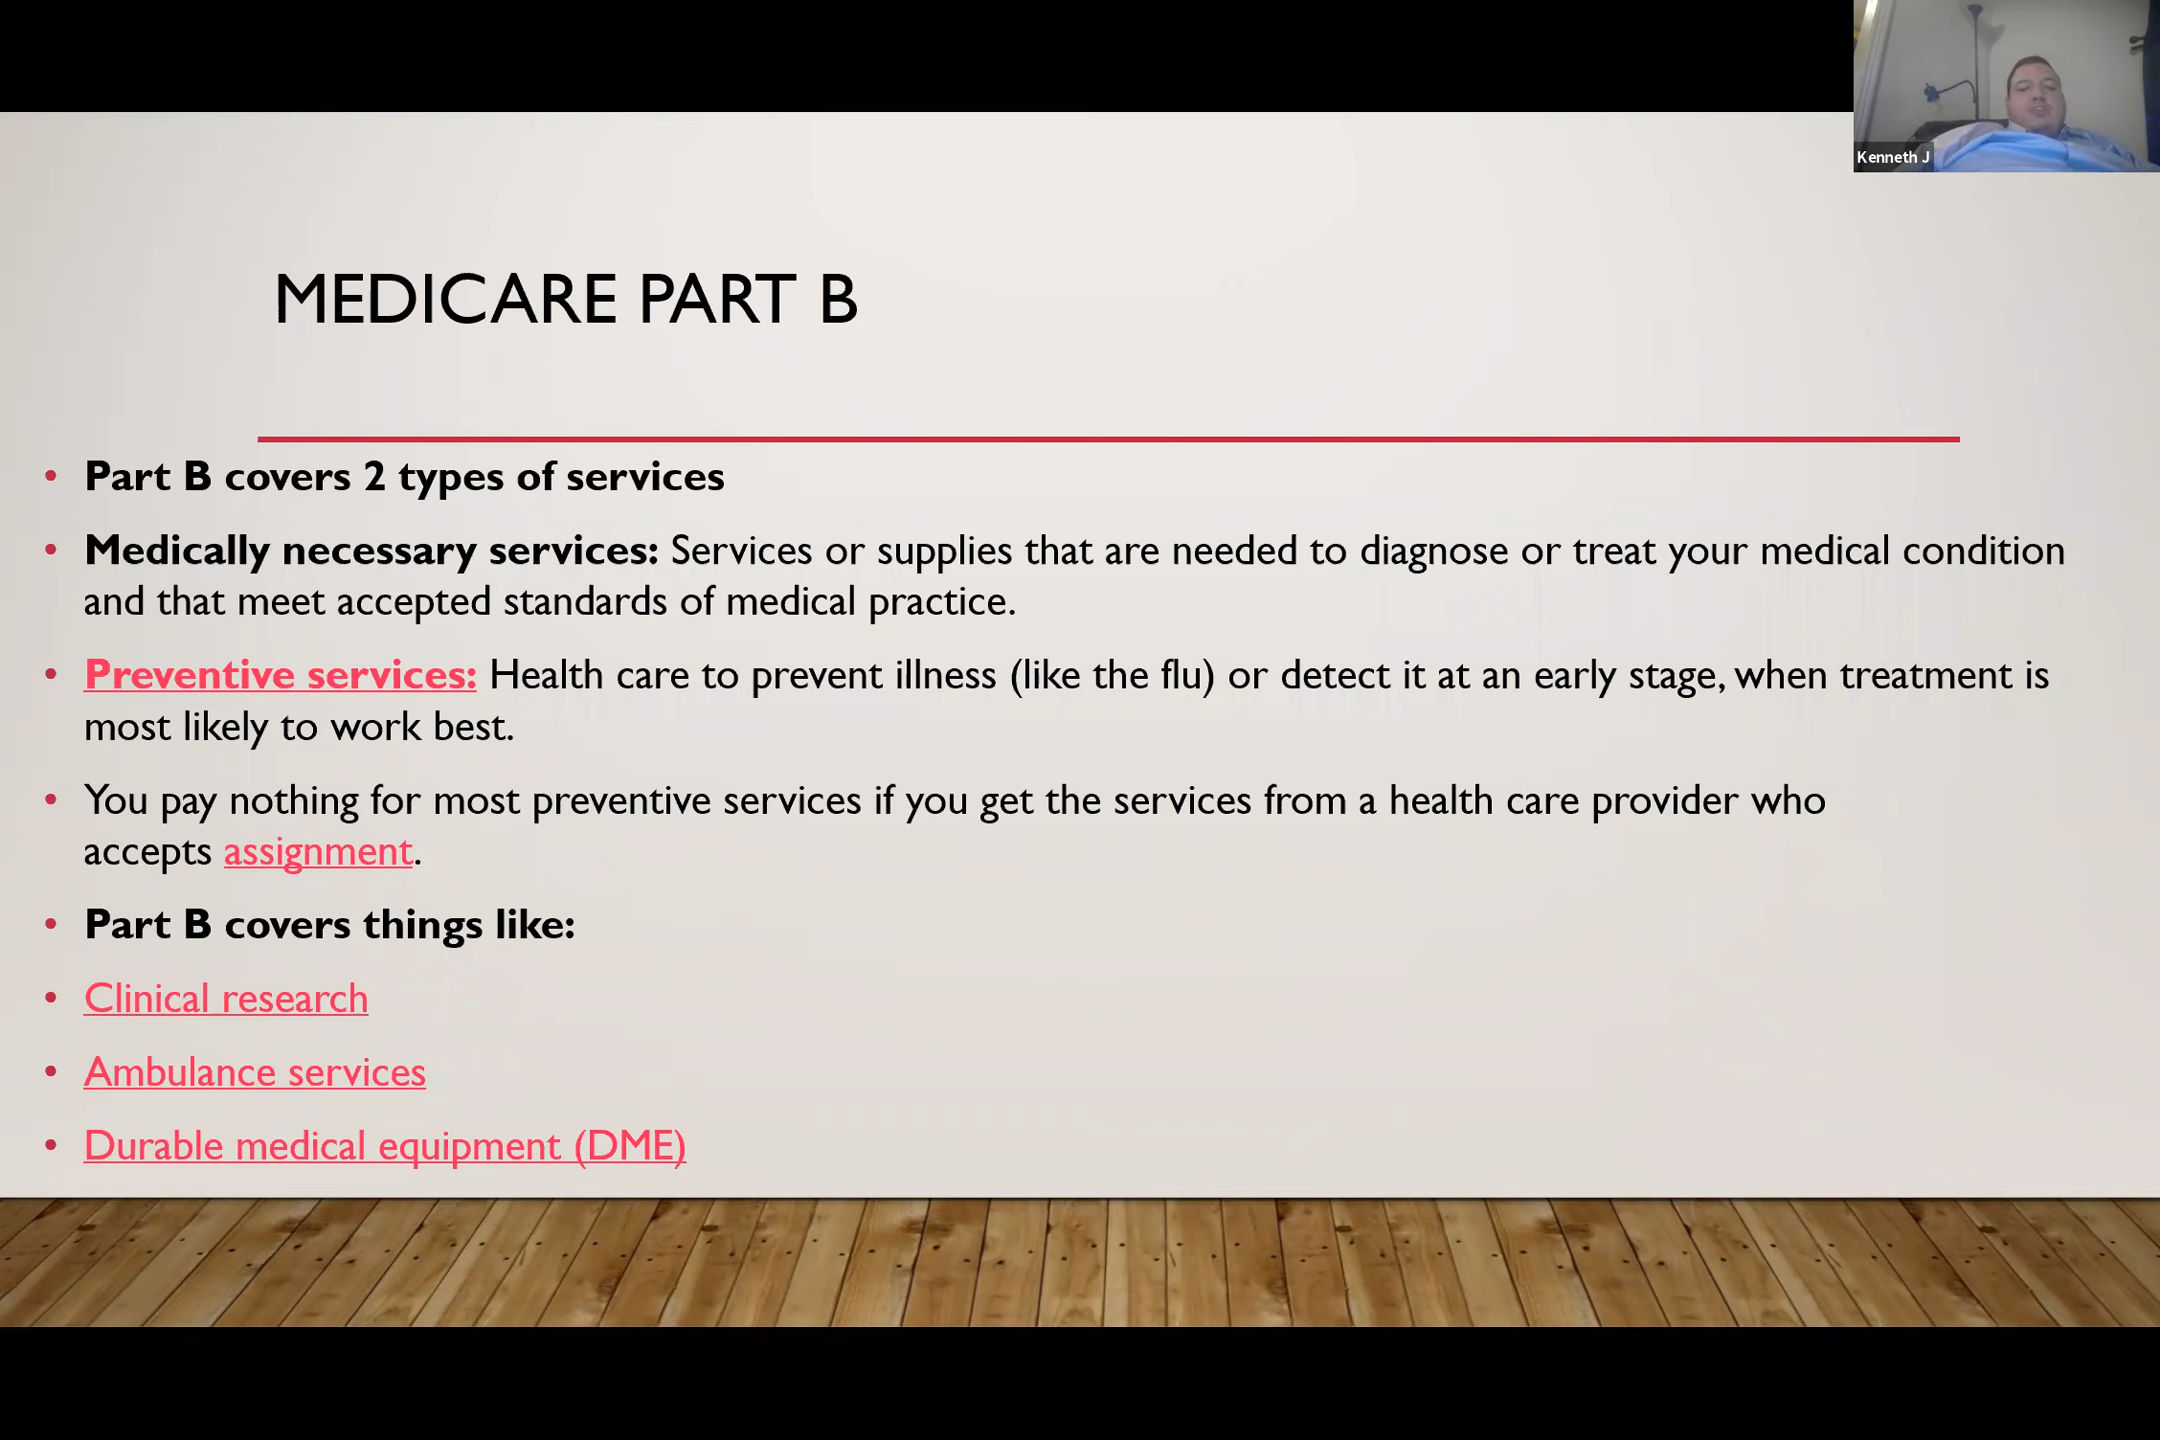 Kenneth J
MEDICARE PART B
• Part B covers 2 types of services
• Medically necessary services: Services or supplies that are needed to diagnose or treat your medical condition
and that meet accepted standards of medical practice.
• Preventive services: Health care to prevent illness (like the flu) or detect it at an early stage, when treatment is
most likely to work best.
• You pay nothing for most preventive services if you get the services from a health care provider who
accepts assignment.
• Part B covers things like:
• Clinical research
• Ambulance services
• Durable medical equipment (DME)